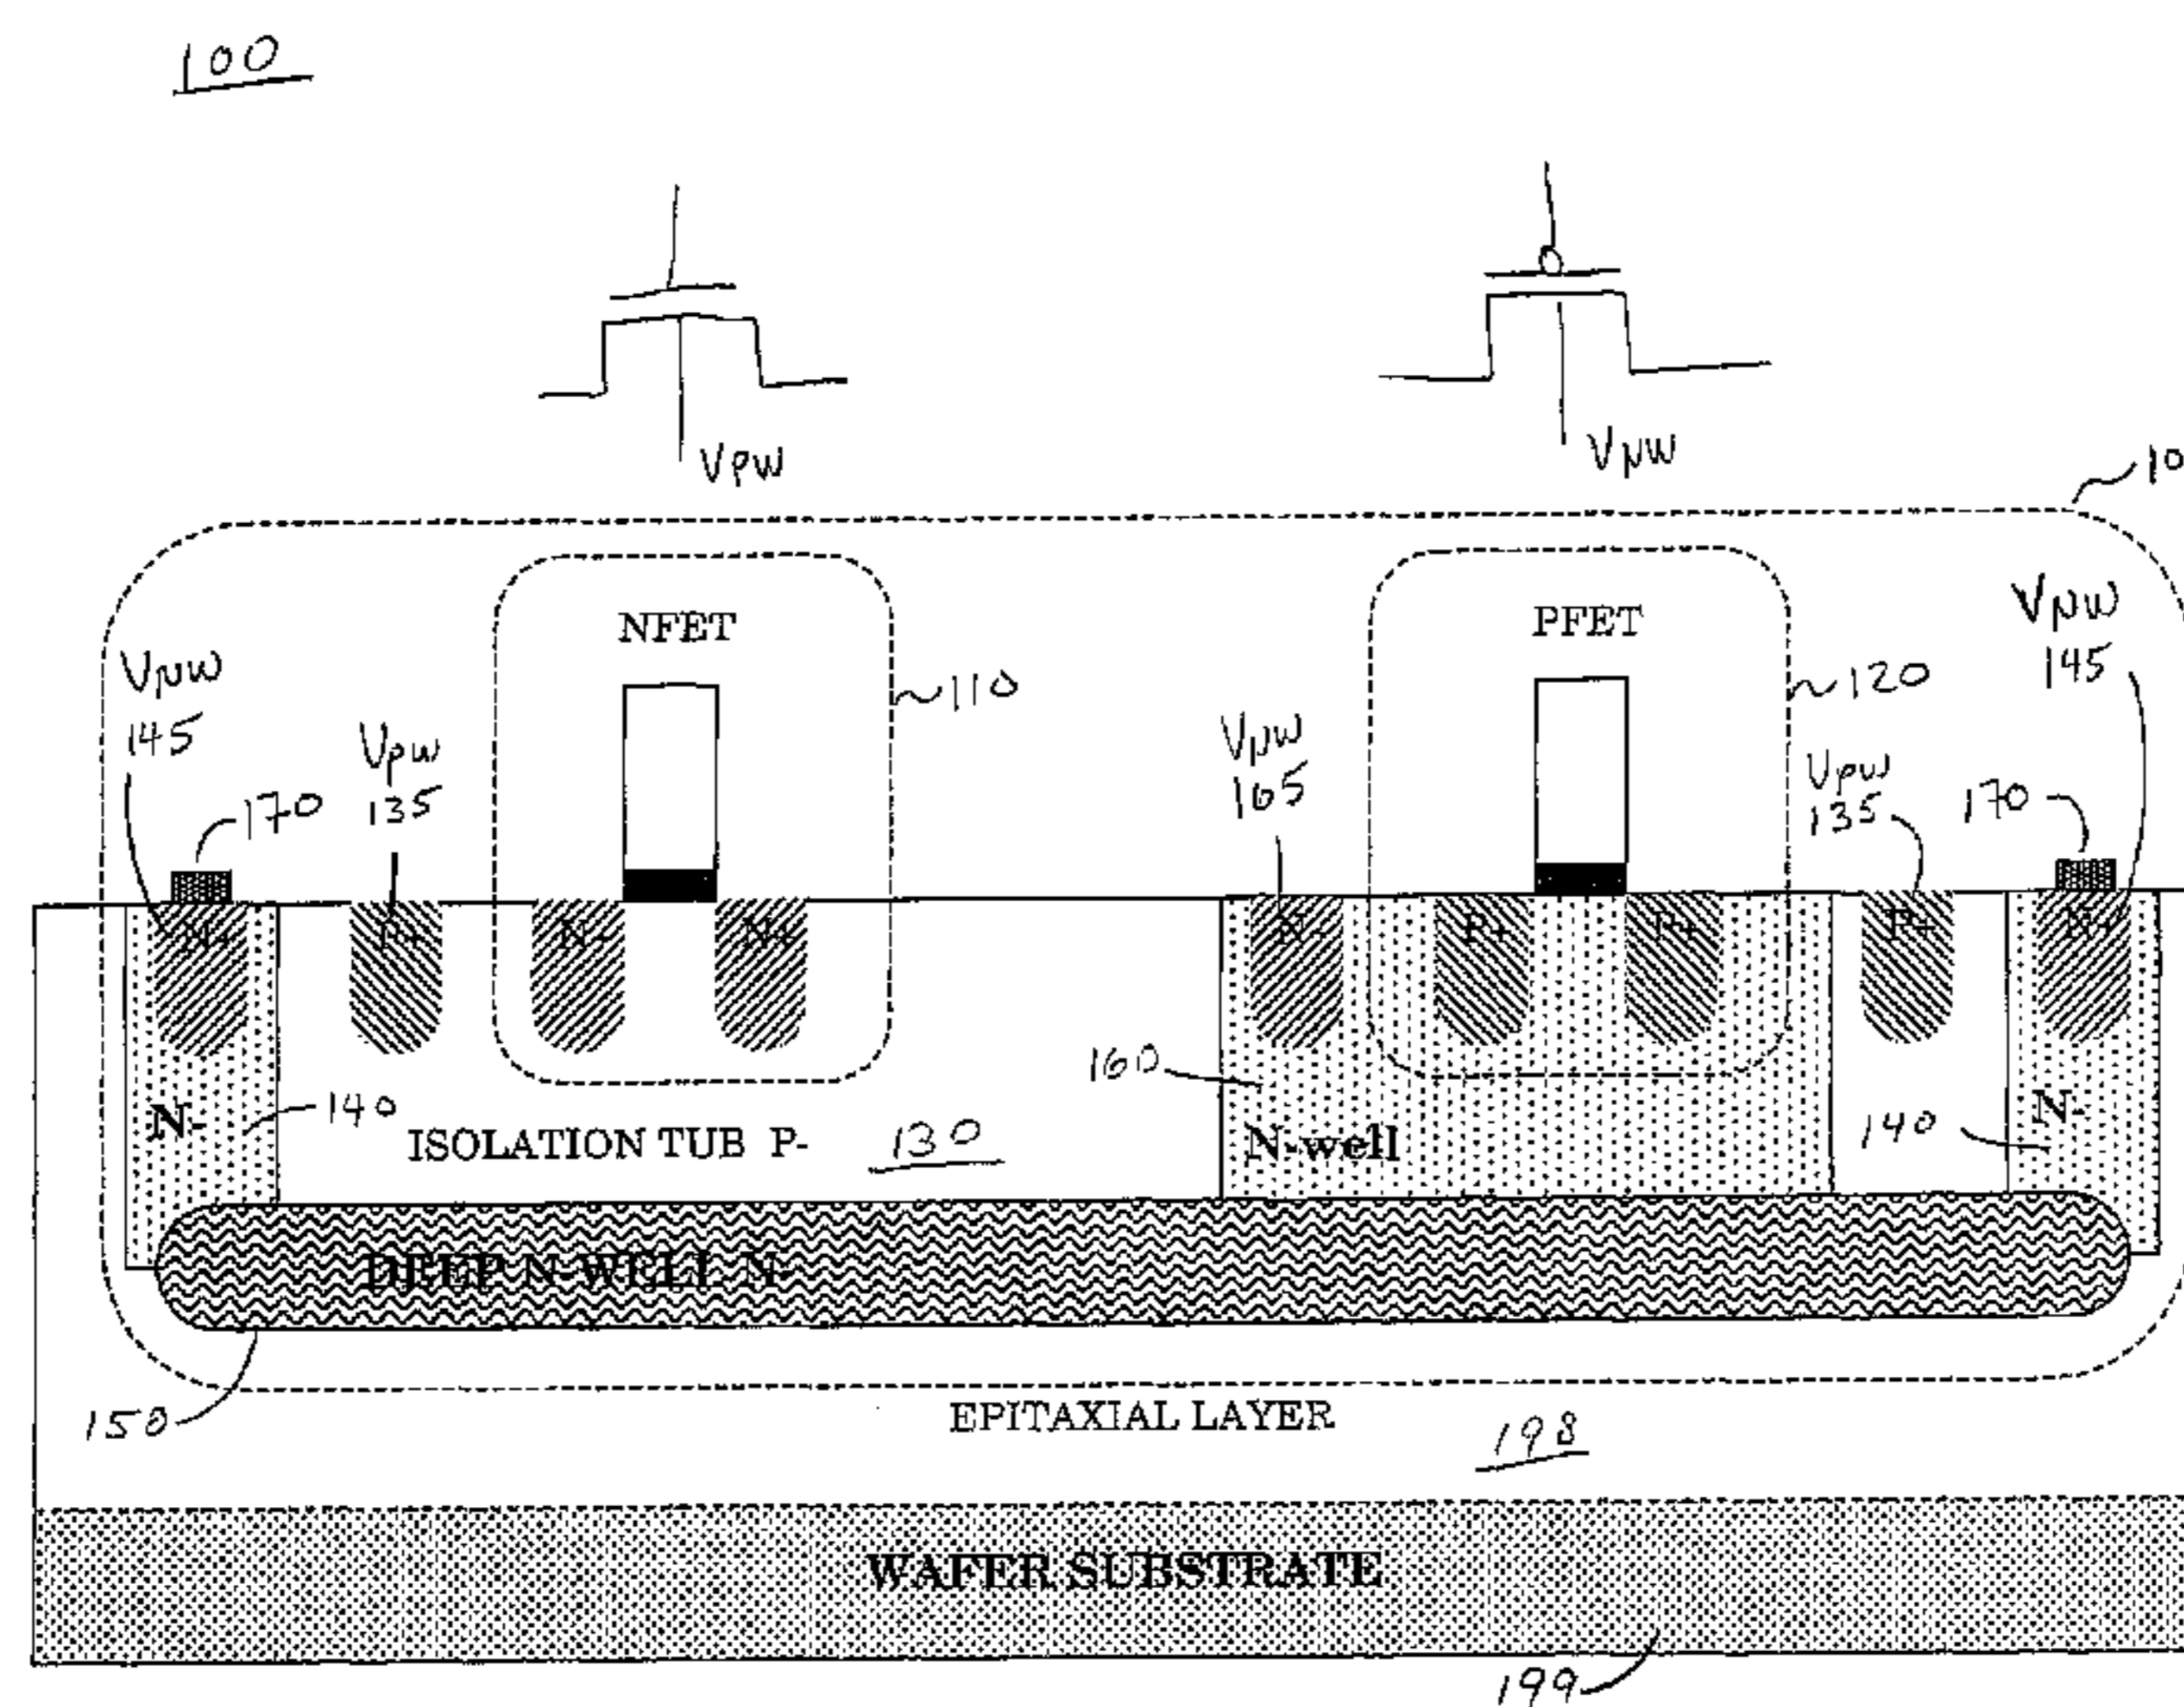 100
VPW
VNW
10
NFET
PFET
VNW
145
VNW
145
110
120
VPW
135
VNW
165
VPW
135
170
170
N+
P+
N+
N+
P+
P+
P+
N+
160
N-
140
ISOLATION TUB P-
130
N-well
140
N-
DEEP N-WELL N-
150
EPITAXIAL LAYER
198
WAFER SUBSTRATE
199